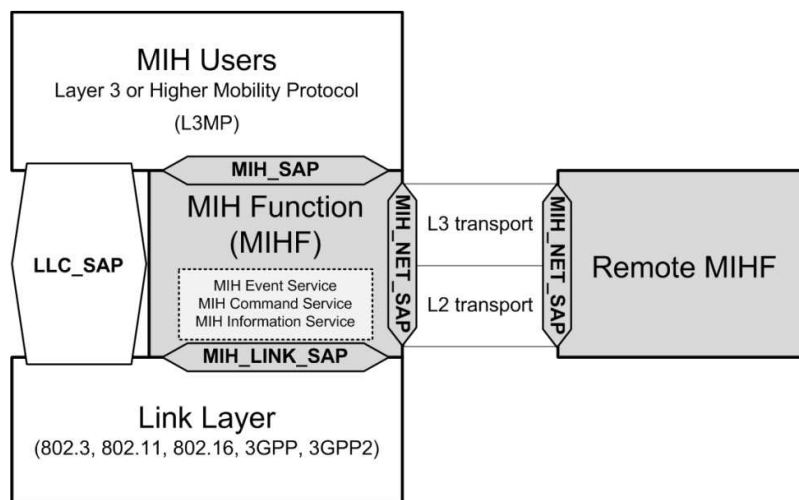 MIH Users
Layer 3 or Higher Mobility Protocol
(L3MP)
MIH_SAP
MIH Function
(MIHF)
LLC_SAP
MIH Event Service
MIH Command Service
MIH Information Service
MIH_LINK_SAP
MIH_NET_SAP
L3 transport
L2 transport
MIH_NET_SAP
Remote MIHF
Link Layer
(802.3, 802.11, 802.16, 3GPP, 3GPP2)